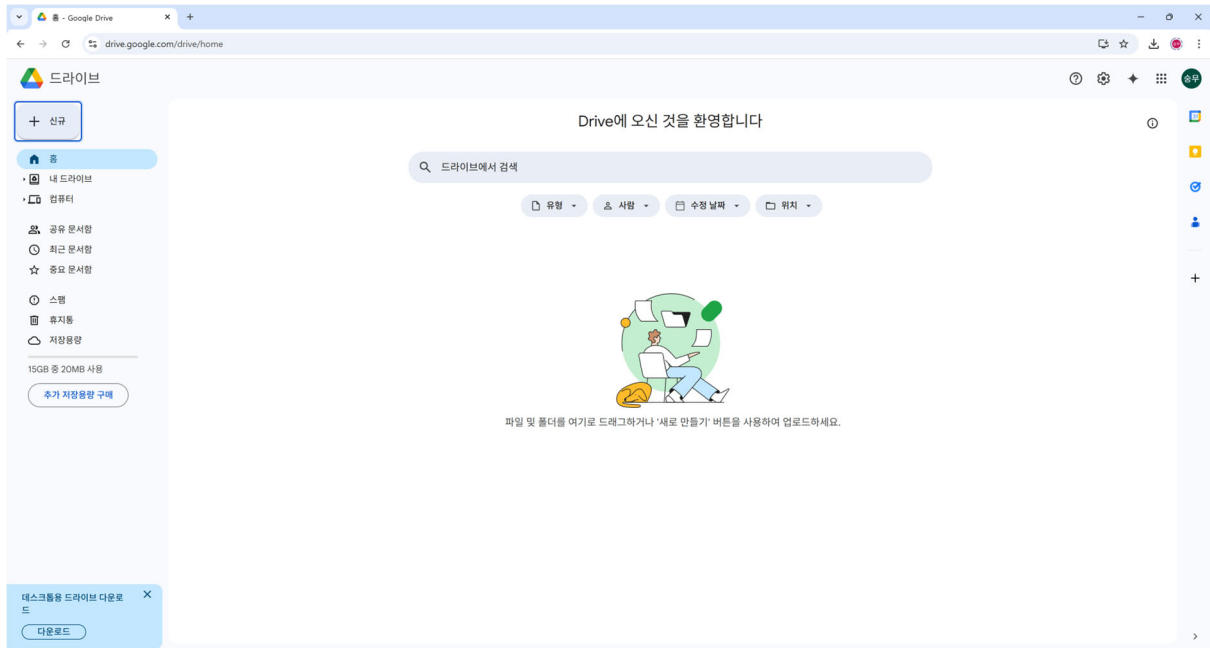 홈 - Google Drive
drive.google.com/drive/home
드라이브
숭무
신규
Drive에 오신 것을 환영합니다
홈
드라이브에서 검색
내 드라이브
컴퓨터
유형
사람
수정 날짜
위치
공유 문서함
최근 문서함
중요 문서함
스팸
휴지통
저장용량
15GB 중 20MB 사용
추가 저장용량 구매
파일 및 폴더를 여기로 드래그하거나 '새로 만들기' 버튼을 사용하여 업로드하세요.
데스크톱용 드라이브 다운로
드
다운로드